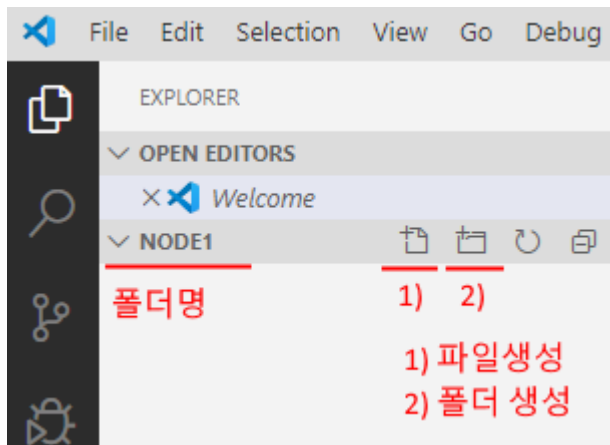 File Edit Selection View Go Debug
EXPLORER
OPEN EDITORS
Welcome
NODE1
폴더명 1) 2)
1) 파일생성
2) 폴더 생성